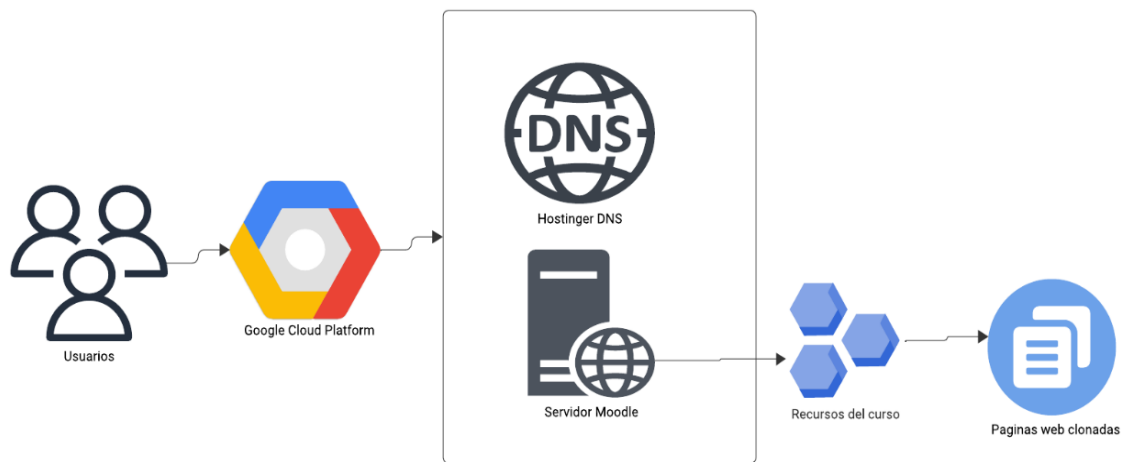 DNS
Hostinger DNS
Usuarios
Google Cloud Platform
Servidor Moodle
Recursos del curso
Paginas web clonadas